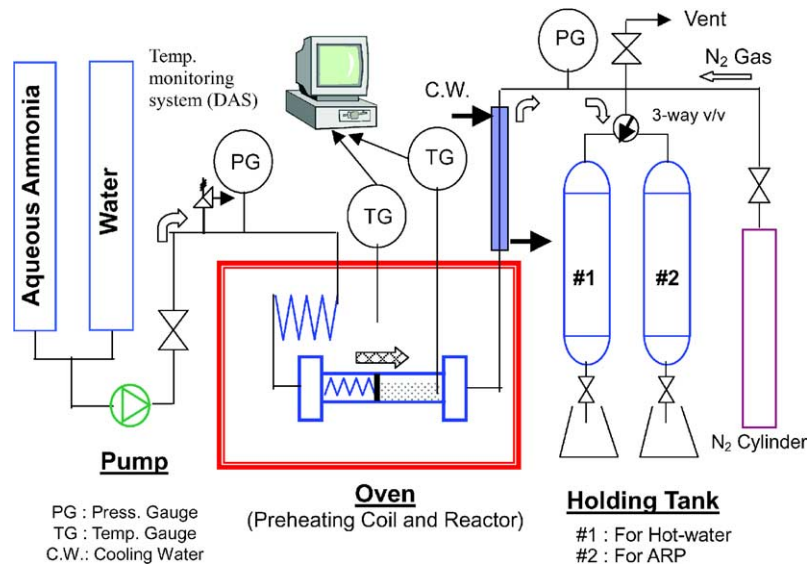 Aqueous Ammonia
Water
Temp.
monitoring
system (DAS)
PG
TG
TG
C.W.
PG
Vent
N₂ Gas
3-way v/v
#1
#2
N₂ Cylinder
Pump
PG : Press. Gauge
TG : Temp. Gauge
C.W.: Cooling Water
Oven
(Preheating Coil and Reactor)
Holding Tank
#1 : For Hot-water
#2 : For ARP